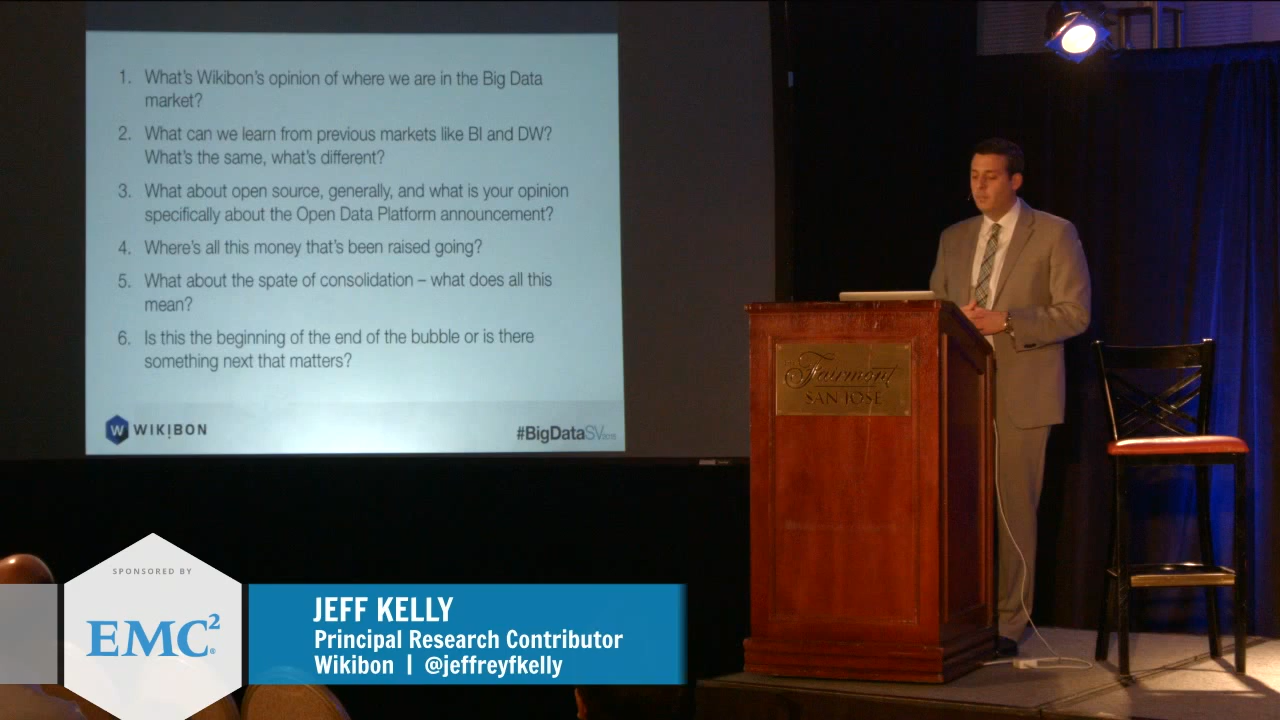 1. What's Wikibon's opinion of where we are in the Big Data
market?
2. What can we learn from previous markets like BI and DW?
What's the same, what's different?
3. What about open source, generally, and what is your opinion
specifically about the Open Data Platform announcement?
4. Where's all this money that's been raised going?
5. What about the spate of consolidation – what does all this
mean?
6. Is this the beginning of the end of the bubble or is there
something next that matters?
W WIKIBON
#BigDataSV2015
Fairmont
SAN JOSE
SPONSORED BY
EMC²
JEFF KELLY
Principal Research Contributor
Wikibon | @jeffreyfkelly